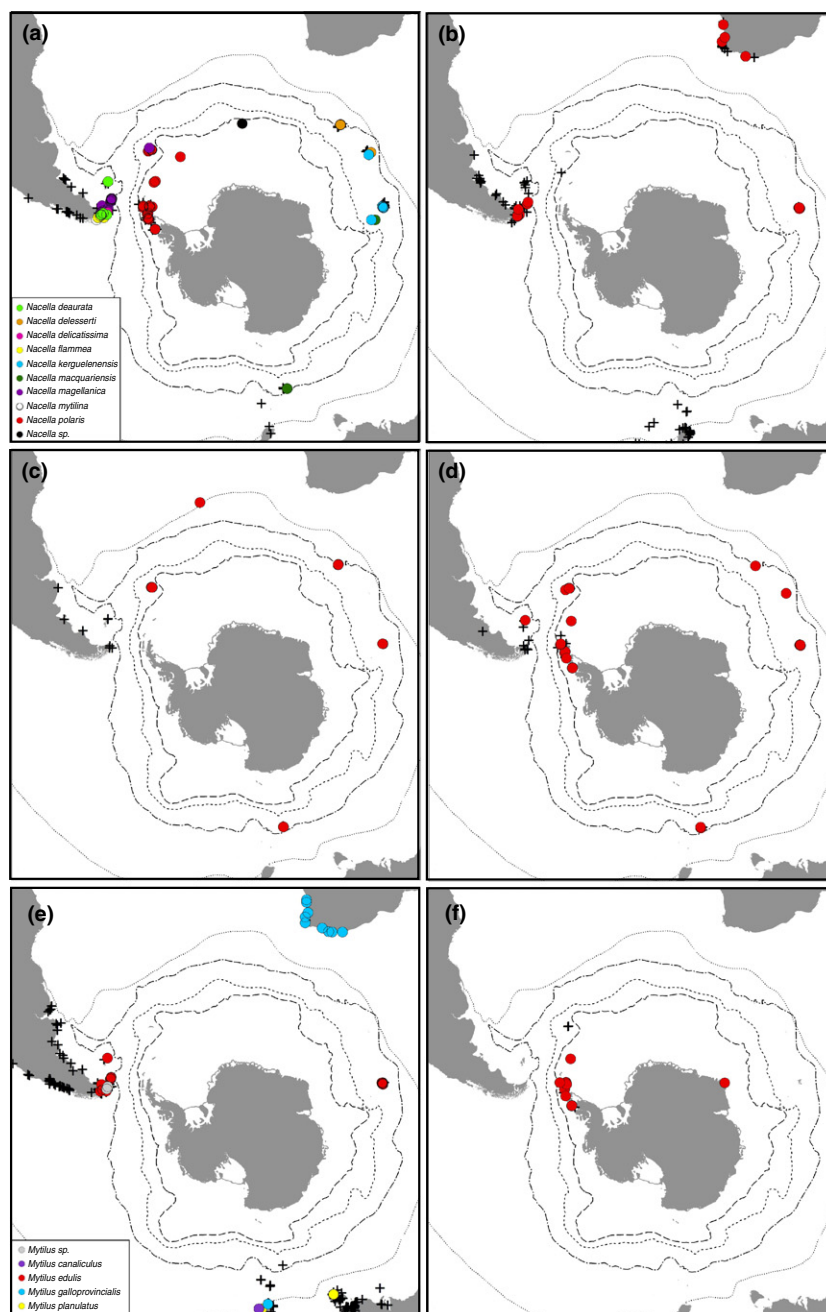 (a)
Nacella deaurata
Nacella delesserti
Nacella delicatissima
Nacella flammea
Nacella kerguelenensis
Nacella macquariensis
Nacella magellanica
Nacella mytilina
Nacella polaris
Nacella sp.
(b)
(c)
(d)
(e)
Mytilus sp.
Mytilus canaliculus
Mytilus edulis
Mytilus galloprovincialis
Mytilus planulatus
(f)